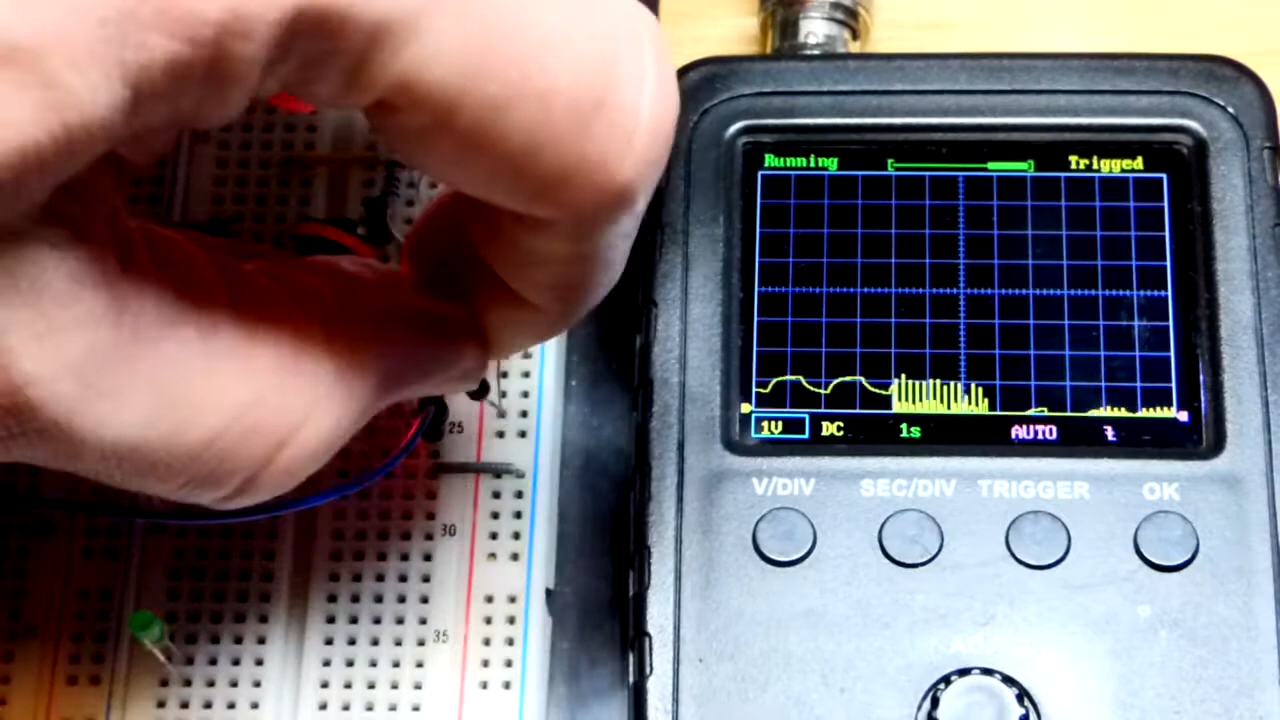 Running Trigged
1V DC 1s AUTO
V/DIV SEC/DIV TRIGGER OK
25
30
35